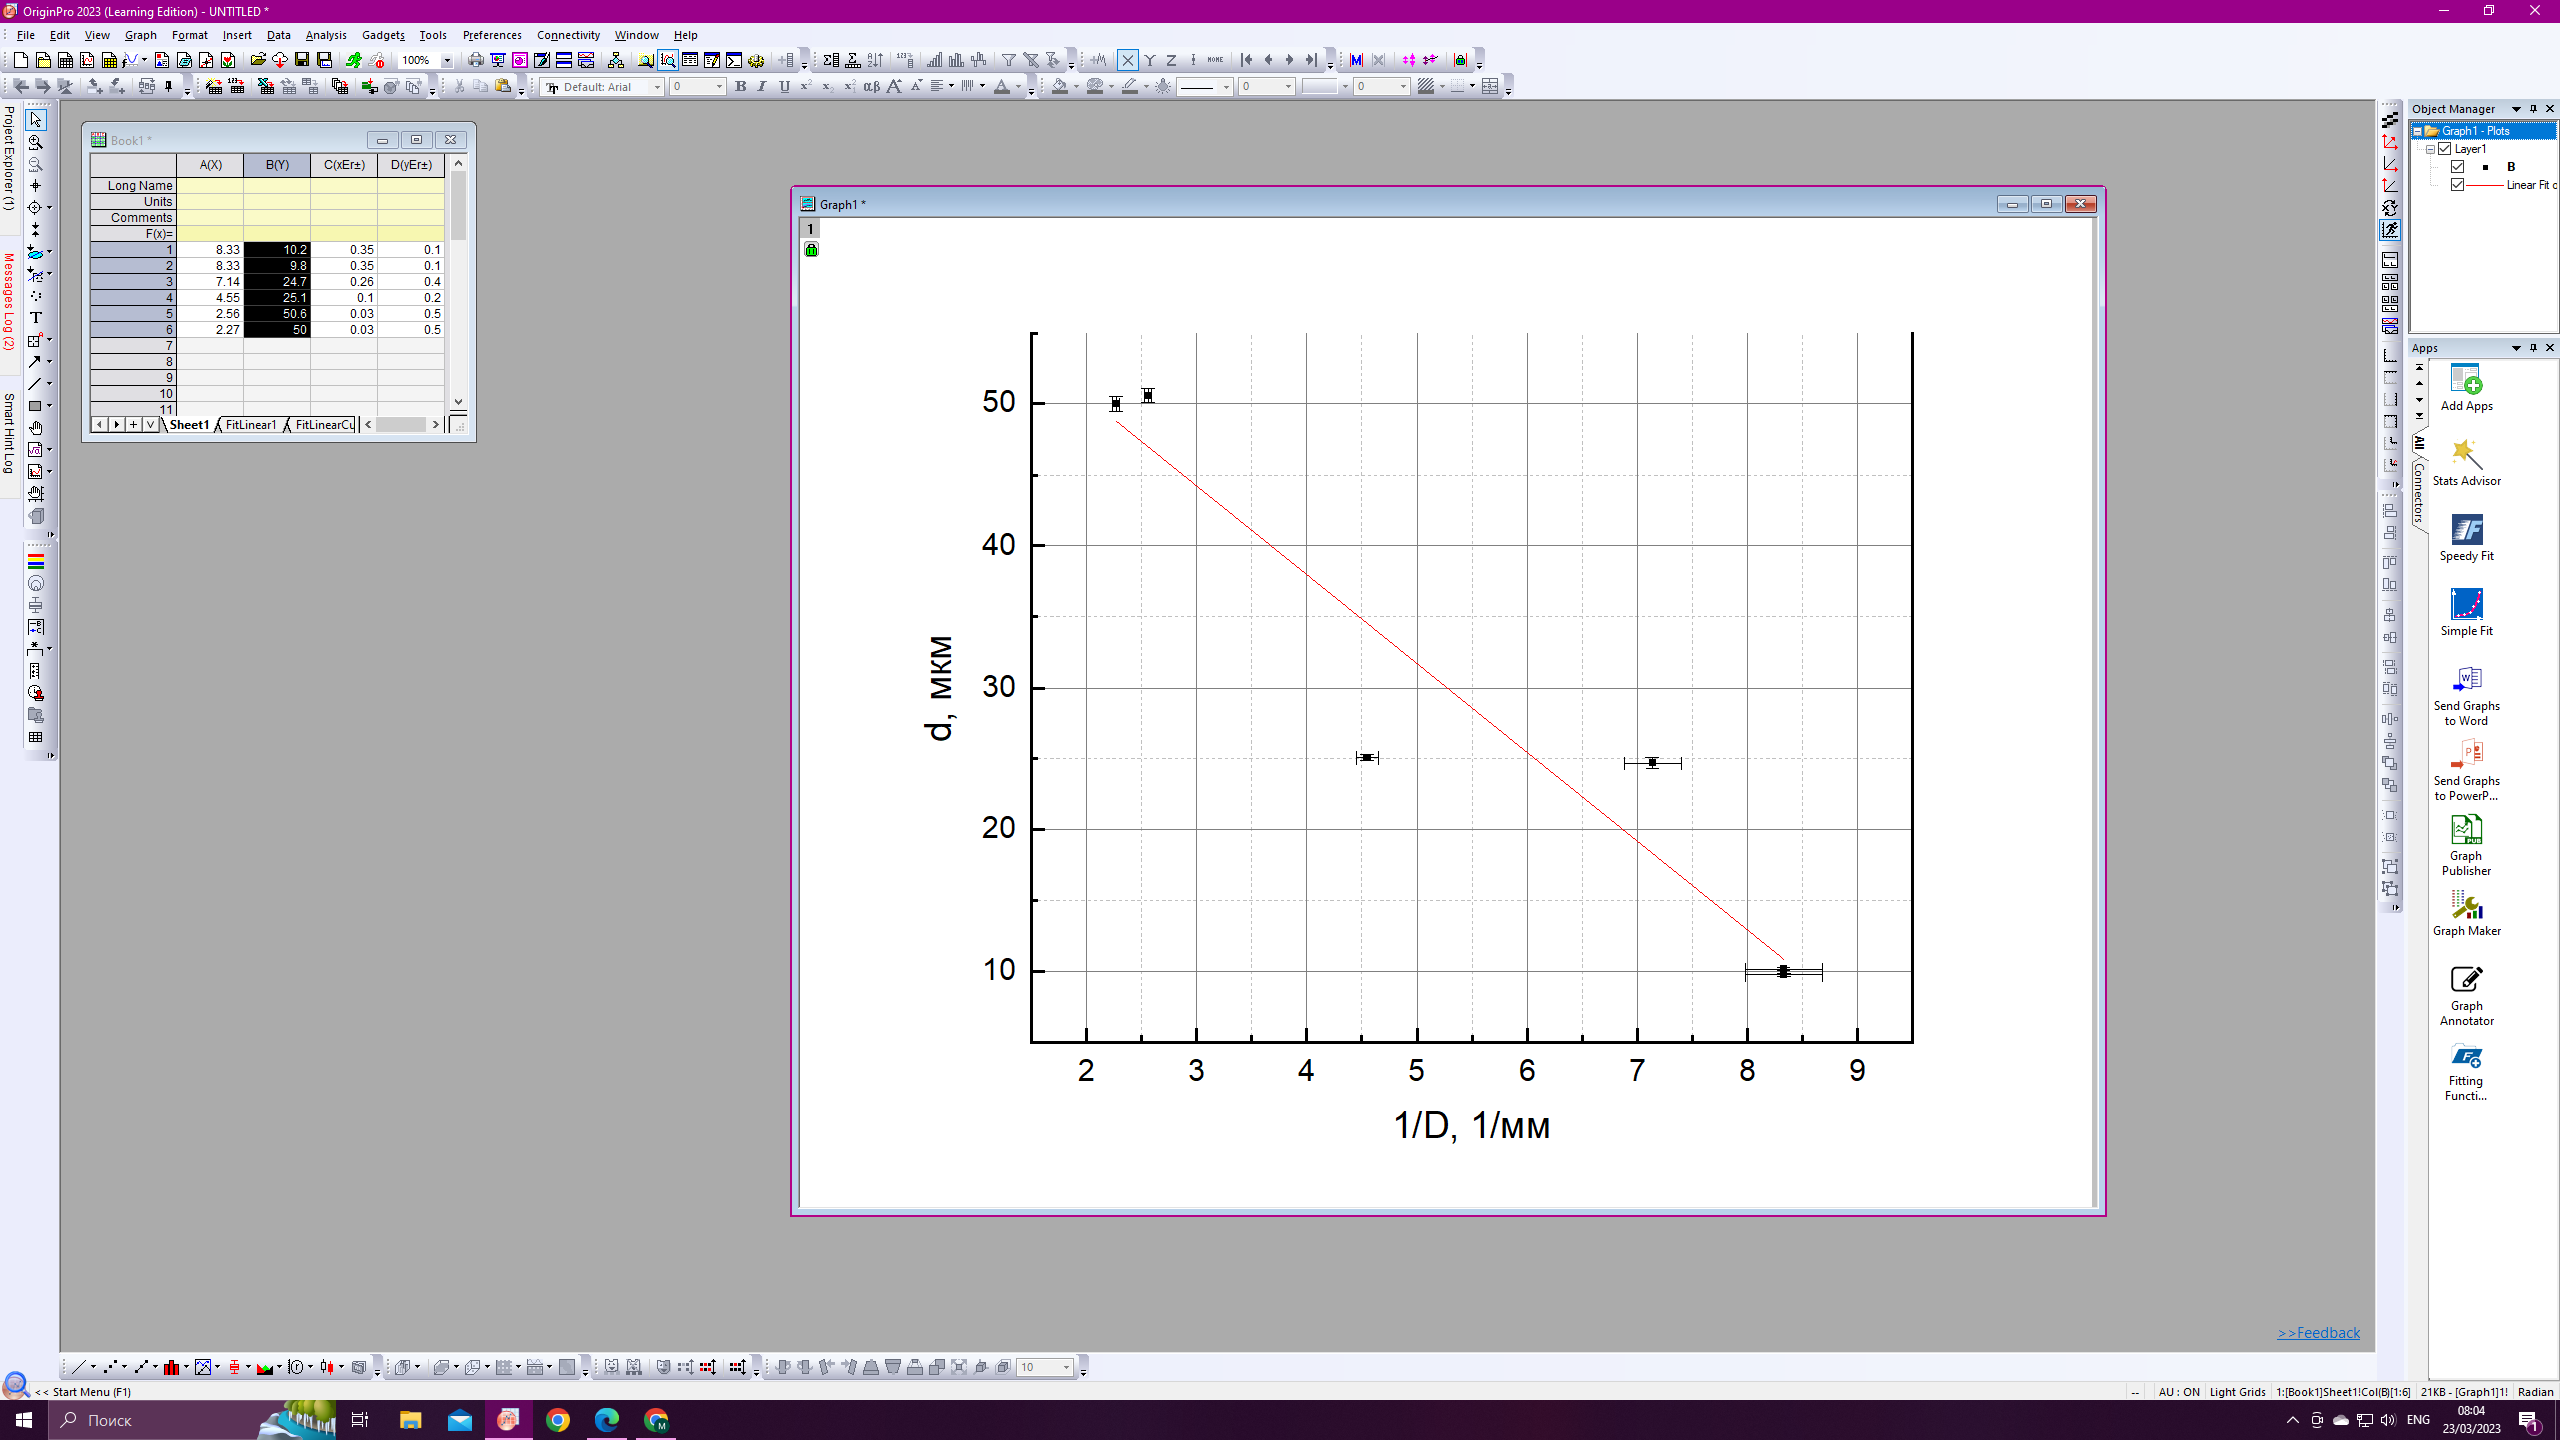 OriginPro 2023 (Learning Edition) - UNTITLED *
File Edit View Graph Format Insert Data Analysis Gadgets Tools Preferences Connectivity Window Help
100%
Default: Arial 0 B I U αβ A 0 0
Project Explorer (1)
Messages Log (2)
Smart Hint Log
Book1 *
A(X) B(Y) C(xEr±) D(yEr±)
Long Name
Units
Comments
F(x)=
1 8.33 10.2 0.35 0.1
2 8.33 9.8 0.35 0.1
3 7.14 24.7 0.26 0.4
4 4.55 25.1 0.1 0.2
5 2.56 50.6 0.03 0.5
6 2.27 50 0.03 0.5
7
8
9
10
11
Sheet1 FitLinear1 FitLinearCu
Graph1 *
1
50
40
30
20
10
d, мкм
2 3 4 5 6 7 8 9
1/D, 1/мм
Object Manager
Graph1 - Plots
Layer1
B
Linear Fit o
Apps
All
Connectors
Add Apps
Stats Advisor
Speedy Fit
Simple Fit
Send Graphs
to Word
Send Graphs
to PowerP...
Graph
Publisher
Graph Maker
Graph
Annotator
Fitting
Functi...
>>Feedback
10
<< Start Menu (F1)
-- AU : ON Light Grids 1:[Book1]Sheet1!Col(B)[1:6] 21KB - [Graph1]1! Radian
Поиск
ENG
08:04
23/03/2023
1